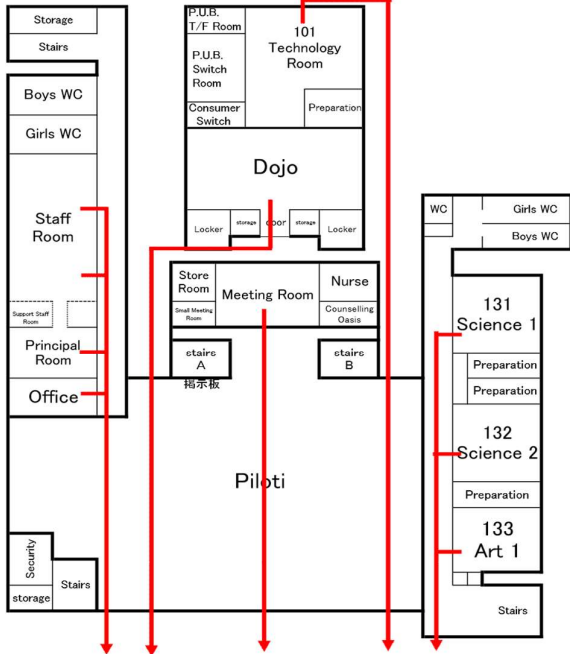 Storage
Stairs
Boys WC
Girls WC
Staff
Room
Support Staff
Room
Principal
Room
Office
Security
storage
Stairs
P.U.B.
T/F Room
P.U.B.
Switch
Room
Consumer
Switch
101
Technology
Room
Preparation
Dojo
Locker
storage
door
storage
Locker
Store
Room
Small Meeting
Room
Meeting Room
Nurse
Counselling
Oasis
stairs
A
掲示板
stairs
B
Piloti
WC
Girls WC
Boys WC
131
Science 1
Preparation
Preparation
132
Science 2
Preparation
133
Art 1
Stairs